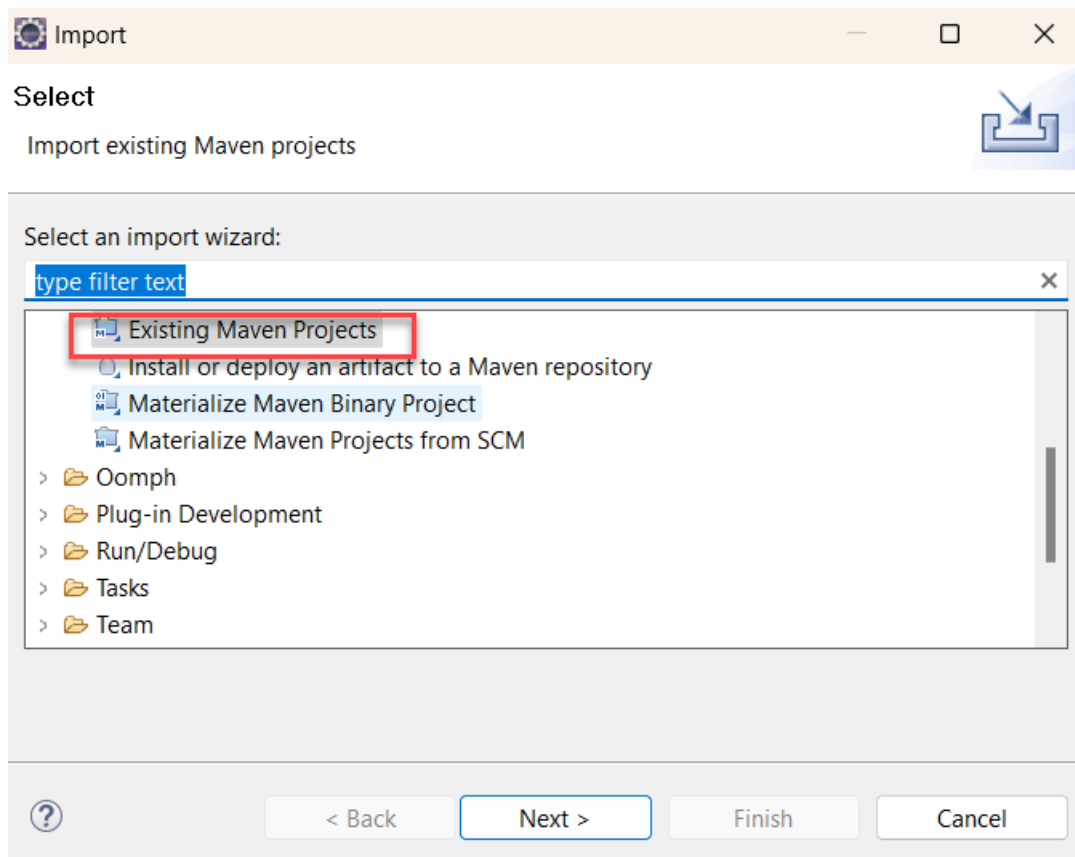 Import
Select
Import existing Maven projects
Select an import wizard:
type filter text
Existing Maven Projects
Install or deploy an artifact to a Maven repository
Materialize Maven Binary Project
Materialize Maven Projects from SCM
Oomph
Plug-in Development
Run/Debug
Tasks
Team
< Back Next > Finish Cancel